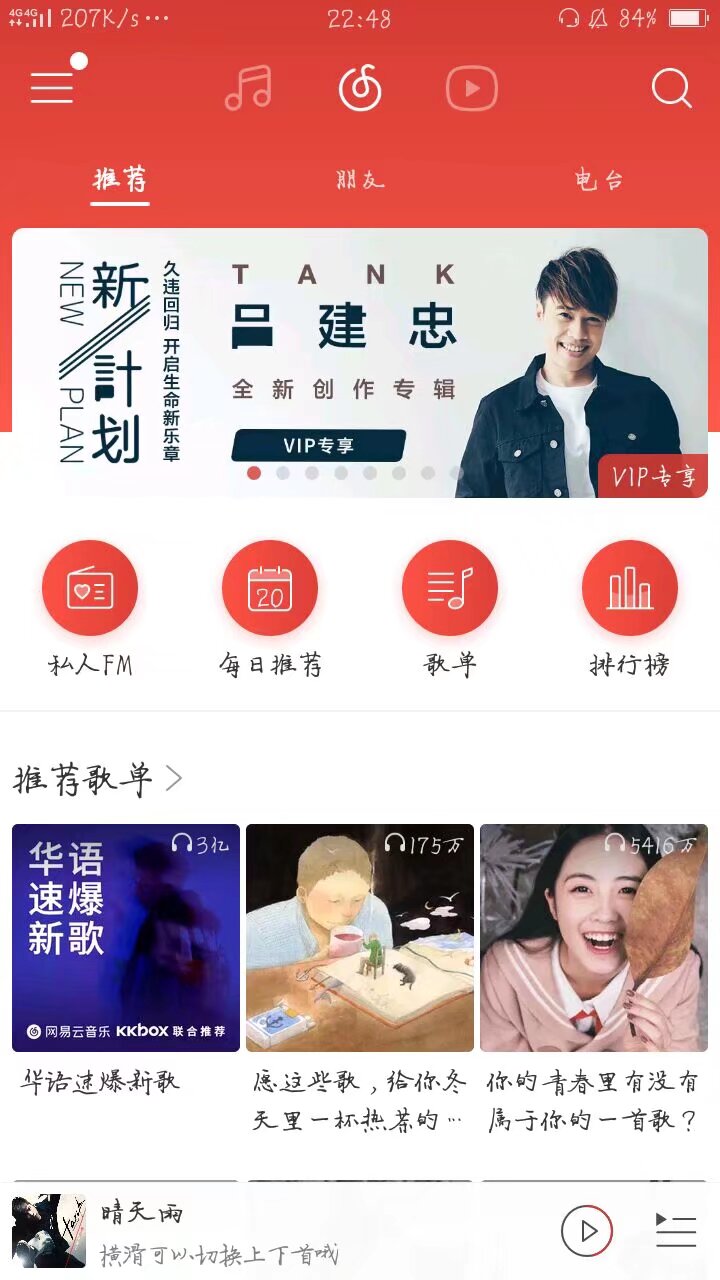 4G 4G 207K/s ···
22:48
84%
推荐
朋友
电台
新计划
NEW PLAN
久违回归 开启生命新乐章
TANK
吕建忠
全新创作专辑
VIP专享
VIP专享
20
私人FM
每日推荐
歌单
排行榜
推荐歌单
3亿
华语
速爆
新歌
网易云音乐 KKBOX 联合推荐
175万
5416万
华语速爆新歌
愿这些歌，给你冬
天里一杯热茶的…
你的青春里有没有
属于你的一首歌？
晴天雨
横滑可以切换上下首哦